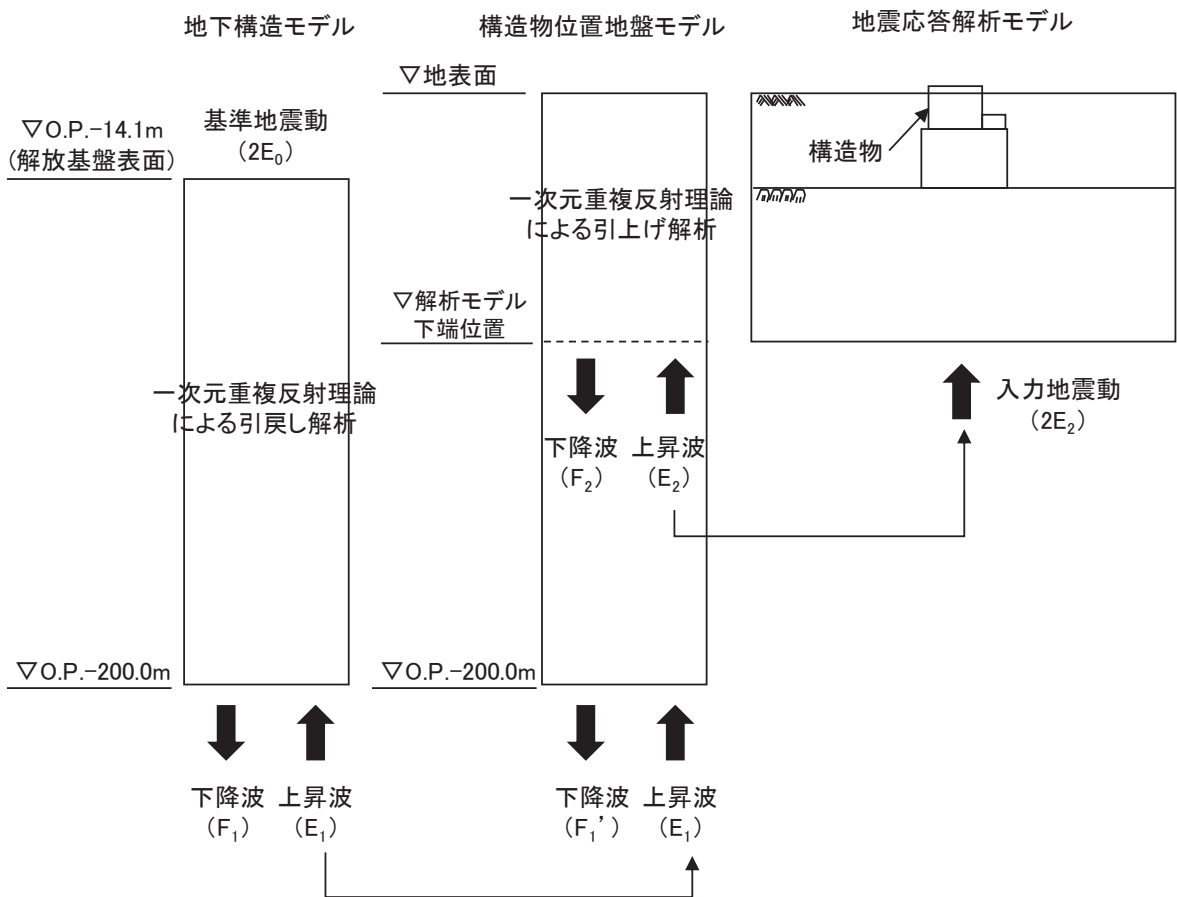 地下構造モデル
▽O.P.-14.1m
(解放基盤表面)
基準地震動
(2E₀)
一次元重複反射理論
による引戻し解析
▽O.P.-200.0m
下降波
(F₁)
上昇波
(E₁)
構造物位置地盤モデル
▽地表面
一次元重複反射理論
による引上げ解析
▽解析モデル
下端位置
下降波
(F₂)
上昇波
(E₂)
▽O.P.-200.0m
下降波
(F₁’)
上昇波
(E₁)
地震応答解析モデル
構造物
入力地震動
(2E₂)